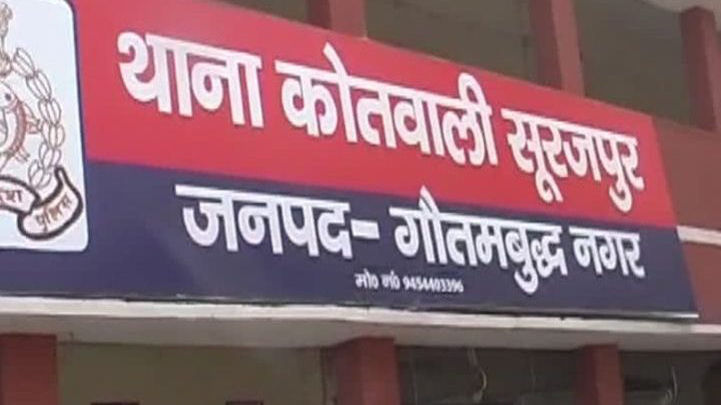 थाना कोतवाली सूरजपुर
जनपद- गौतमबुद्ध नगर
मो० नं० 9454403396
पुलिस